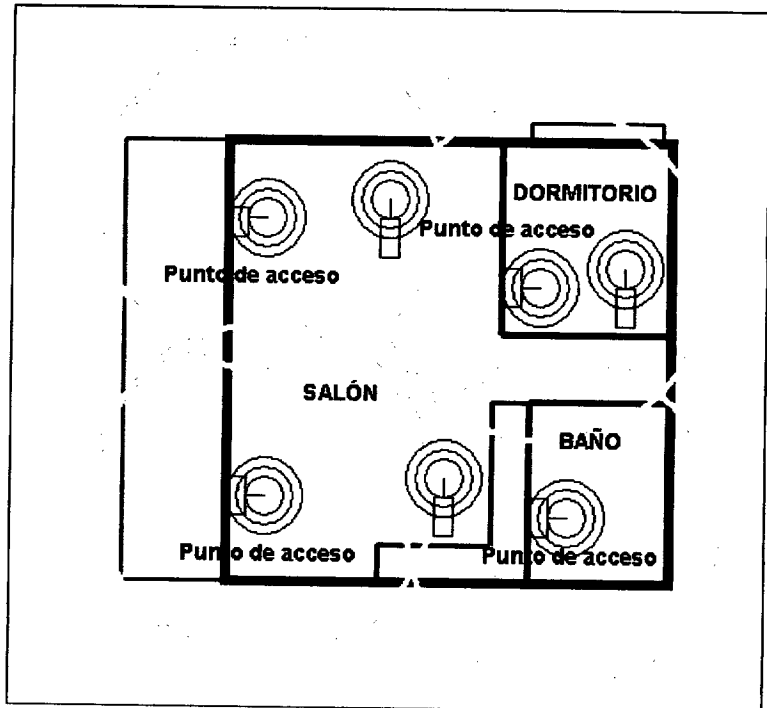 DORMITORIO
Punto de acceso
Punto de acceso
SALÓN
BAÑO
Punto de acceso
Punto de acceso